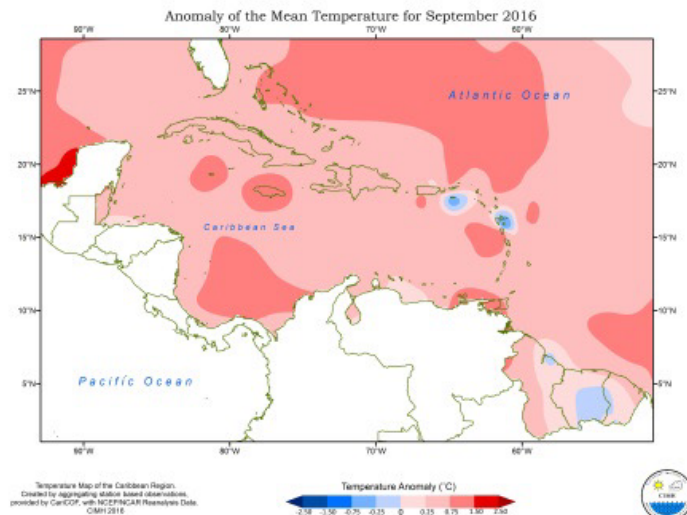 Anomaly of the Mean Temperature for September 2016
90°W 80°W 70°W 60°W
25°N 25°N
Atlantic Ocean
20°N 20°N
Caribbean Sea
15°N 15°N
10°N 10°N
Pacific Ocean
5°N 5°N
90°W 80°W 70°W 60°W
Temperature Map of the Caribbean Region.
Created by aggregating station based observations,
provided by CariCOF, with NCEP/NCAR Reanalysis Data.
CIMH 2016
Temperature Anomaly (°C)
-2.50 -1.50 -0.75 -0.25 0 0.25 0.75 1.50 2.50
CIMH